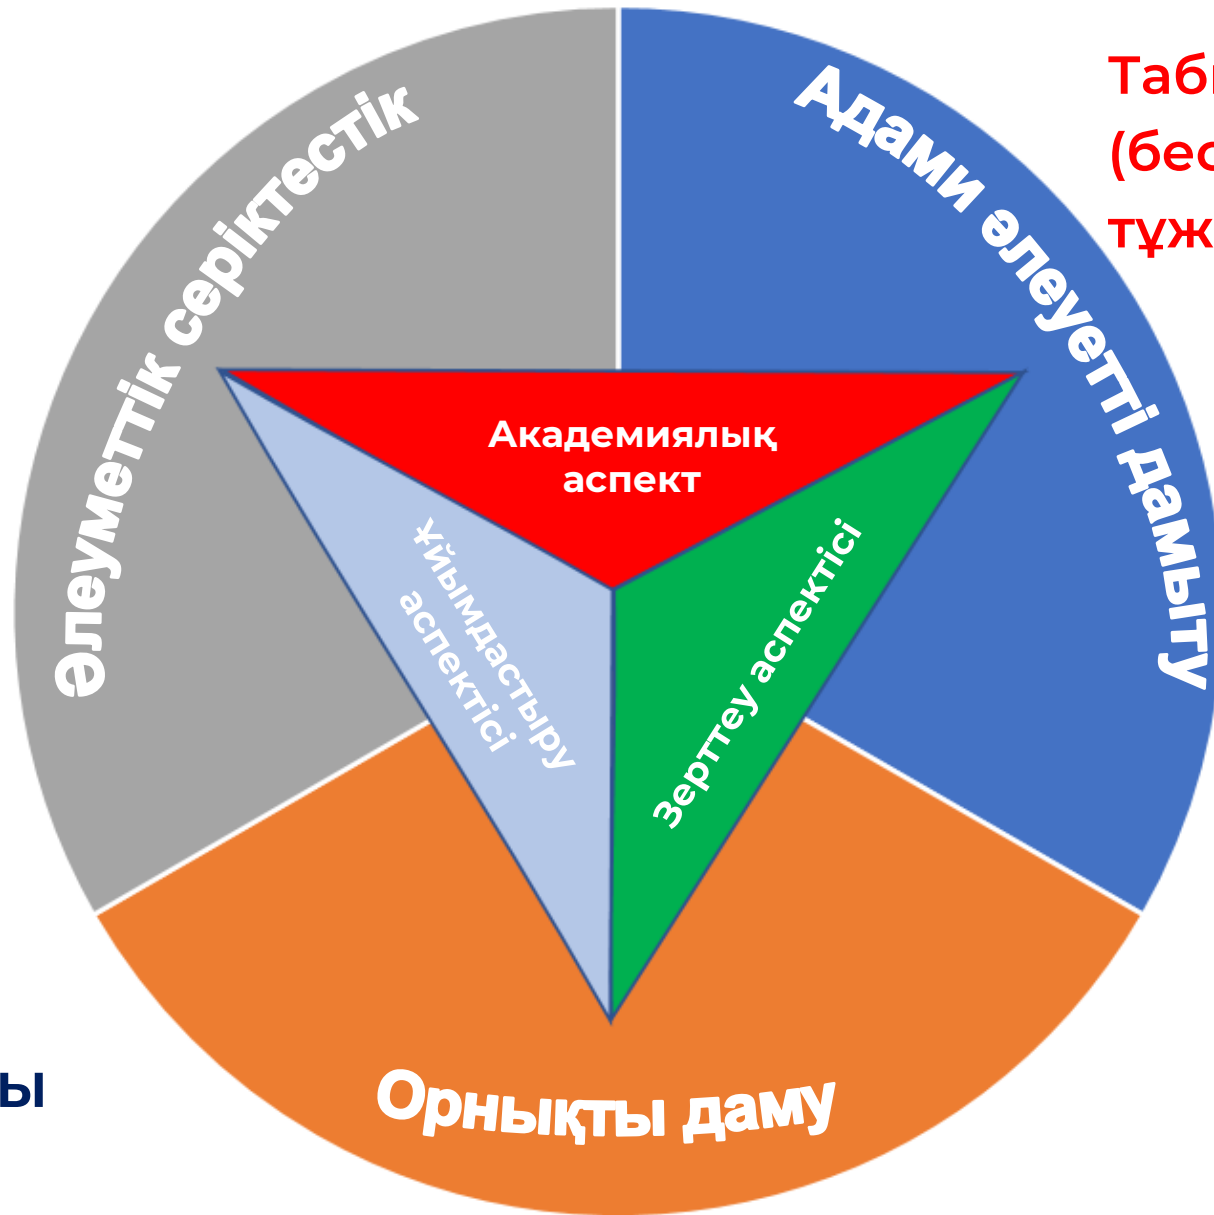 Әлеуметтік серіктестік
Адами әлеуетті дамыту
Академиялық
аспект
Ұйымдастыру
аспектісі
Зерттеу аспектісі
Орнықты даму